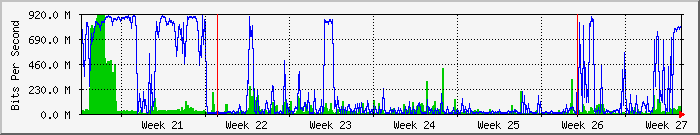 Bits Per Second
920.0 M
690.0 M
460.0 M
230.0 M
0.0 M
Week 21 Week 22 Week 23 Week 24 Week 25 Week 26 Week 27